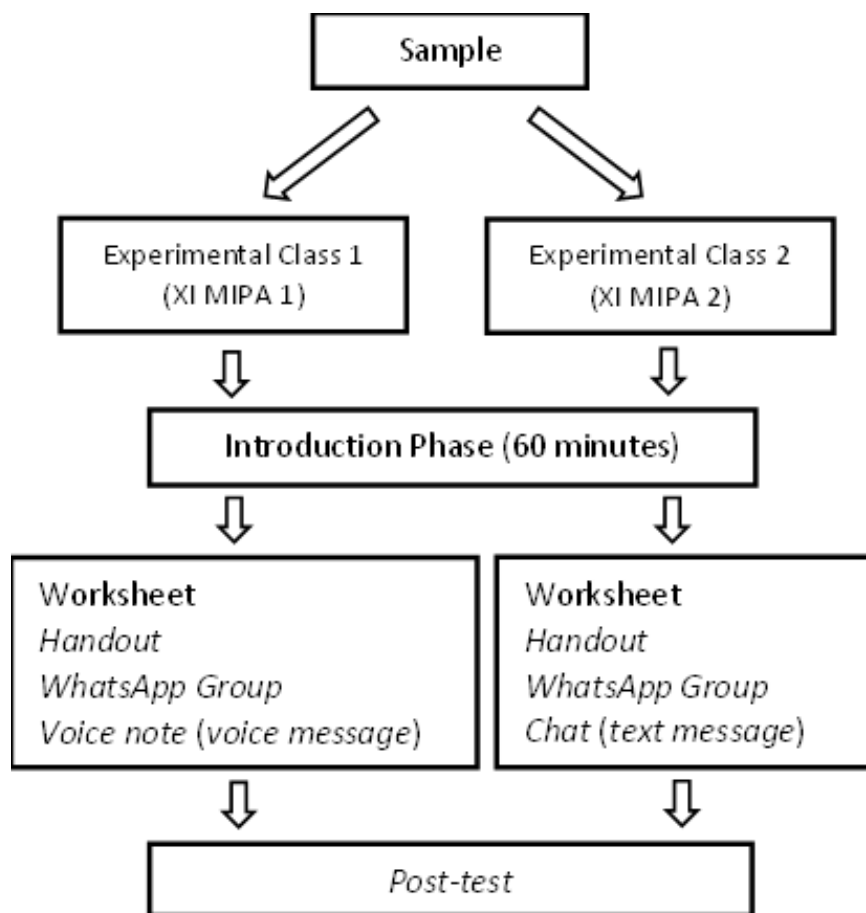 Sample
Experimental Class 1
(XI MIPA 1)
Experimental Class 2
(XI MIPA 2)
Introduction Phase (60 minutes)
Worksheet
Handout
WhatsApp Group
Voice note (voice message)
Worksheet
Handout
WhatsApp Group
Chat (text message)
Post-test